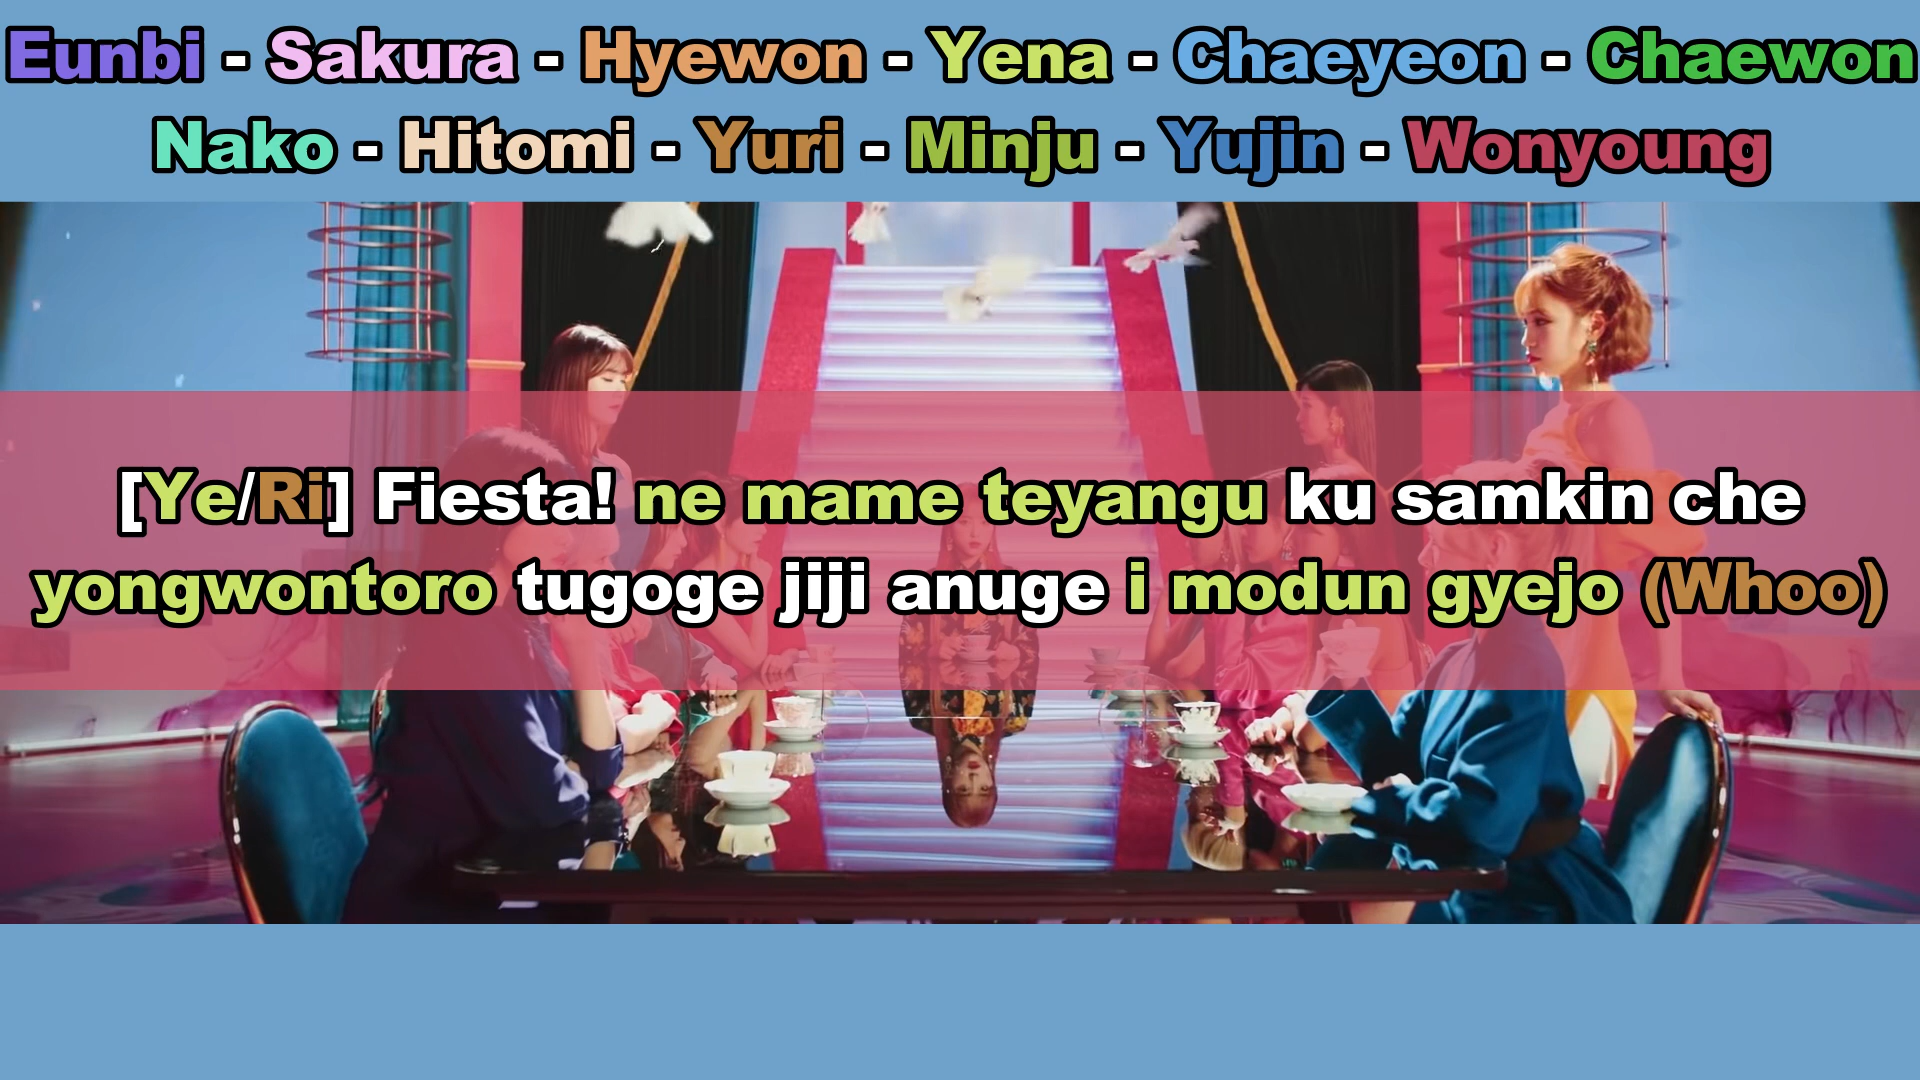 Eunbi - Sakura - Hyewon - Yena - Chaeyeon - Chaewon
Nako - Hitomi - Yuri - Minju - Yujin - Wonyoung
[Ye/Ri] Fiesta! ne mame teyangu ku samkin che
yongwontoro tugoge jiji anuge i modun gyejo (Whoo)